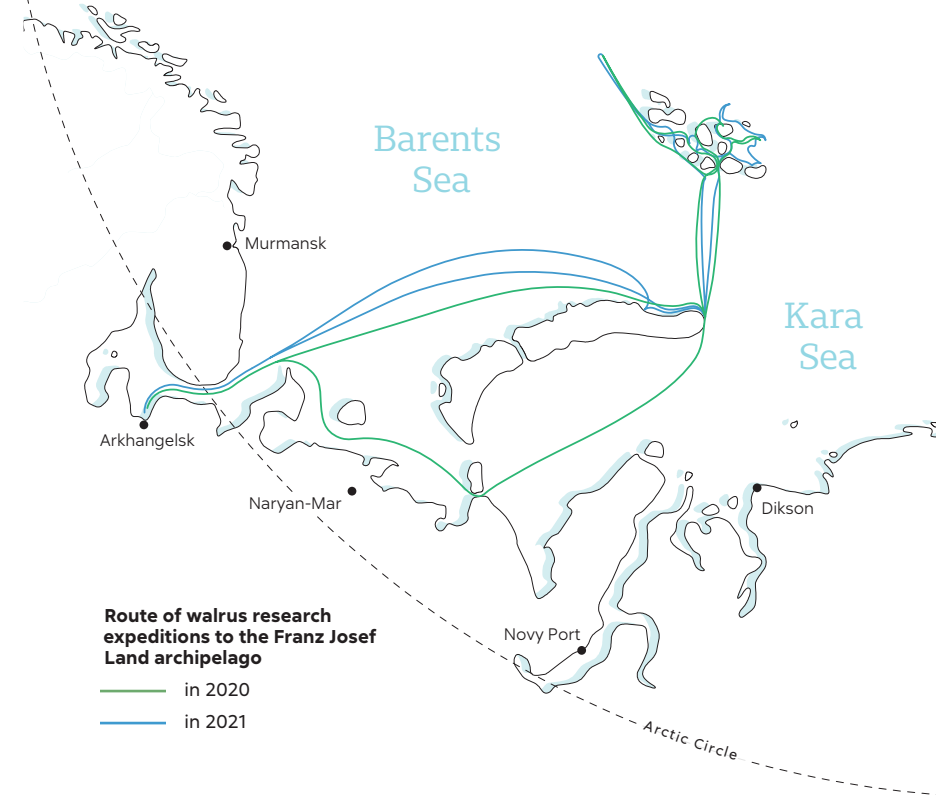 Barents
Sea
Murmansk
Kara
Sea
Arkhangelsk
Naryan-Mar
Dikson
Route of walrus research
expeditions to the Franz Josef
Land archipelago
Novy Port
in 2020
in 2021
Arctic Circle